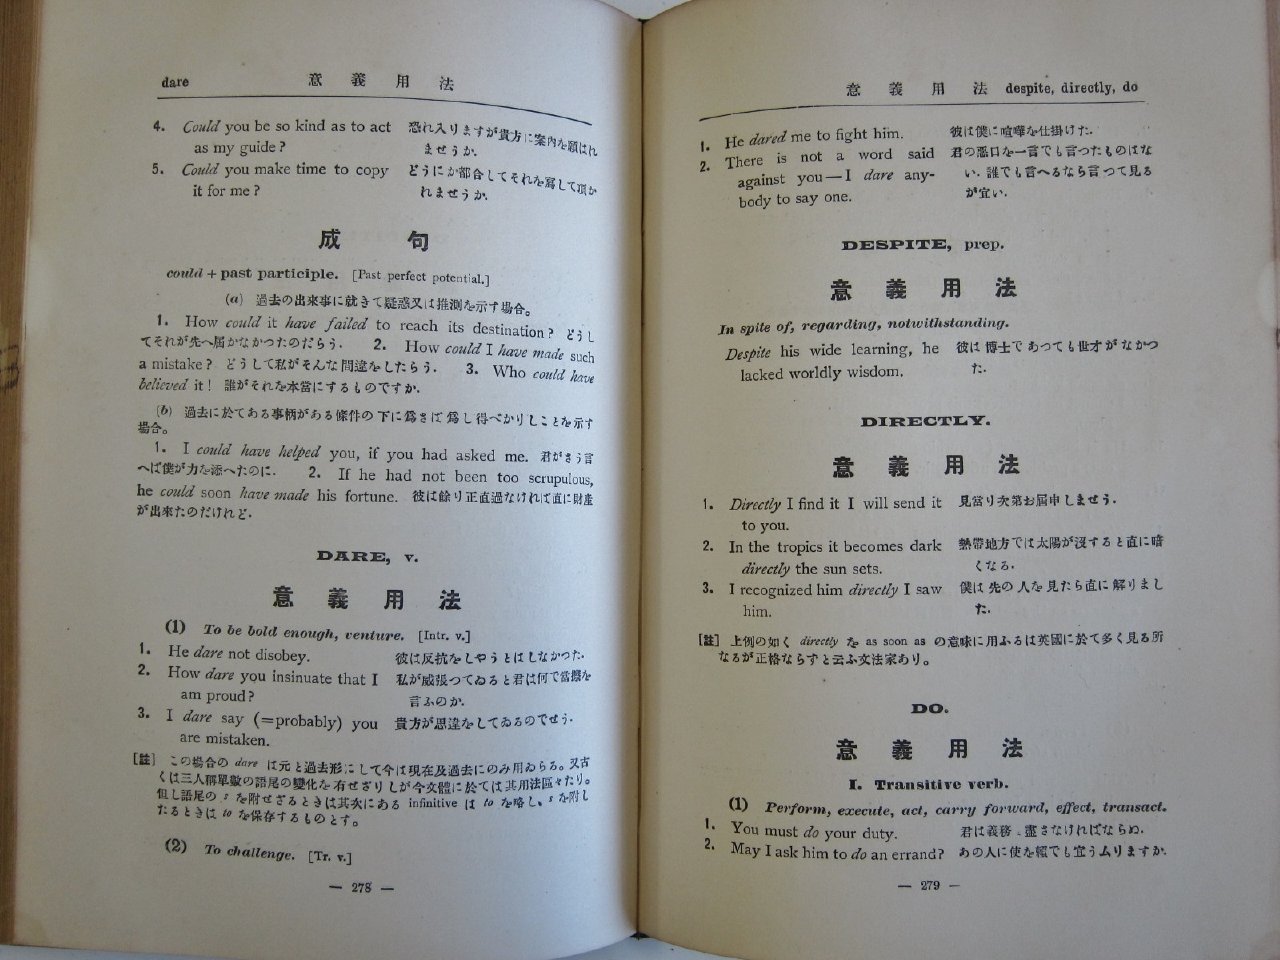 dare 意義用法
4. Could you be so kind as to act 恐れ入りますが貴方に案内を願はれ
as my guide? ませうか.
5. Could you make time to copy どうにか都合してそれを寫して頂か
it for me? れませうか.
成句
could + past participle. [Past perfect potential.]
(a) 過去の出來事に就きて疑惑又は推測を示す場合。
1. How could it have failed to reach its destination? どうし
てそれが先へ届かなかつたのだらう. 2. How could I have made such
a mistake? どうして私がそんな間違をしたらう. 3. Who could have
believed it! 誰がそれを本當にするものですか.
(b) 過去に於てある事柄がある條件の下に爲さば爲し得べかりしことを示す
場合。
1. I could have helped you, if you had asked me. 君がさう言
へば僕が力を添へたのに. 2. If he had not been too scrupulous,
he could soon have made his fortune. 彼は餘り正直過なければ直に財產
が出來たのだけれど.
DARE, v.
意義用法
(1) To be bold enough, venture. [Intr. v.]
1. He dare not disobey. 彼は反抗をしやうとはしなかつた.
2. How dare you insinuate that I 私が威張つてゐると君は何で當擦を
am proud? 言ふのか.
3. I dare say (=probably) you 貴方が思違をしてゐるのでせう.
are mistaken.
[註] この場合の dare は元と過去形にして今は現在及過去にのみ用ゐらる。又古
くは三人稱單數の語尾の變化を有せざりしが今文體に於ては其用法區々たり。
但し語尾の s を附せざるときは其次にある infinitive は to を略し、s を附し
たるときは to を保存するものとす。
(2) To challenge. [Tr. v.]
— 278 —
意義用法 despite, directly, do
1. He dared me to fight him. 彼は僕に喧嘩を仕掛けた.
2. There is not a word said 君の惡口を一言でも言つたものはな
against you—I dare any- い. 誰でも言へるなら言つて見る
body to say one. が宜い.
DESPITE, prep.
意義用法
In spite of, regarding, notwithstanding.
Despite his wide learning, he 彼は博士であつても世才がなかつ
lacked worldly wisdom. た.
DIRECTLY.
意義用法
1. Directly I find it I will send it 見當り次第お届申しませう.
to you.
2. In the tropics it becomes dark 熱帶地方では太陽が沒すると直に暗
directly the sun sets. くなる.
3. I recognized him directly I saw 僕は先の人を見たら直に解りまし
him. た.
[註] 上例の如く directly を as soon as の意味に用ふるは英國に於て多く見る所
なるが正格ならずと云ふ文法家あり。
DO.
意義用法
I. Transitive verb.
(1) Perform, execute, act, carry forward, effect, transact.
1. You must do your duty. 君は義務 盡さなければならぬ.
2. May I ask him to do an errand? あの人に使を賴でも宜うムりますか.
— 279 —